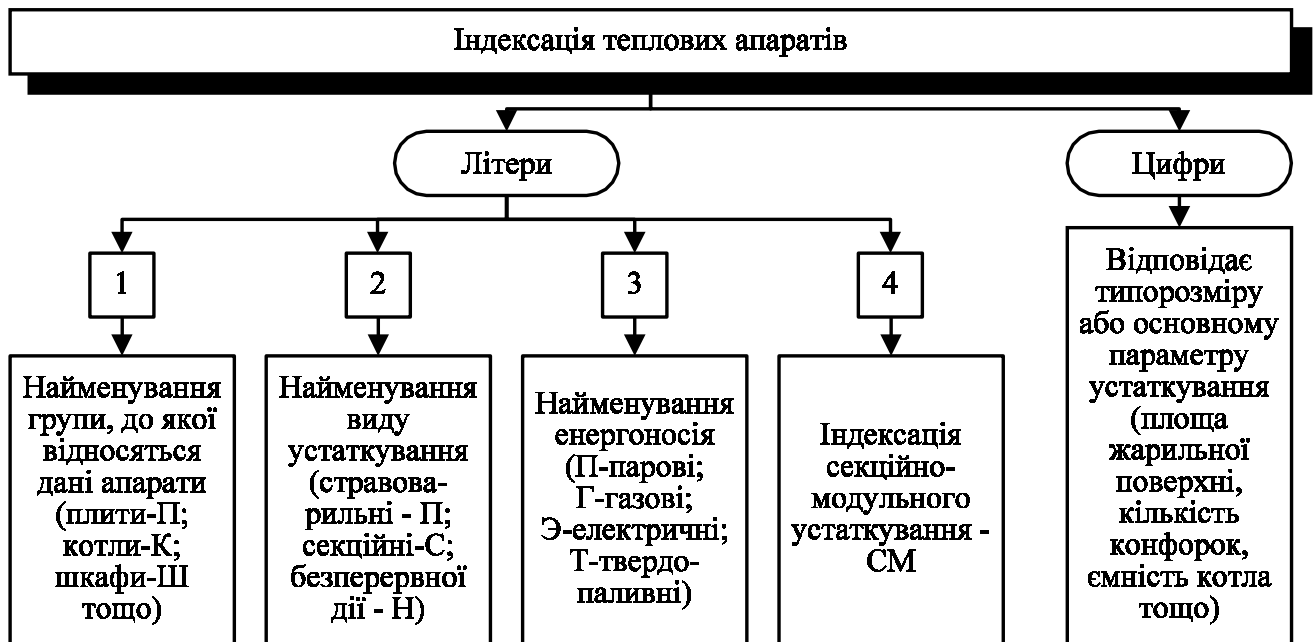 Індексація теплових апаратів
Літери
Цифри
1
2
3
4
Найменування
групи, до якої
відносяться
дані апарати
(плити-П;
котли-К;
шкафи-Ш
тощо)
Найменування
виду
устаткування
(стравова-
рильні - П;
секційні-С;
безперервної
дії - Н)
Найменування
енергоносія
(П-парові;
Г-газові;
Э-електричні;
Т-твердо-
паливні)
Індексація
секційно-
модульного
устаткування -
СМ
Відповідає
типорозміру
або основному
параметру
устаткування
(площа
жарильної
поверхні,
кількість
конфорок,
ємність котла
тощо)